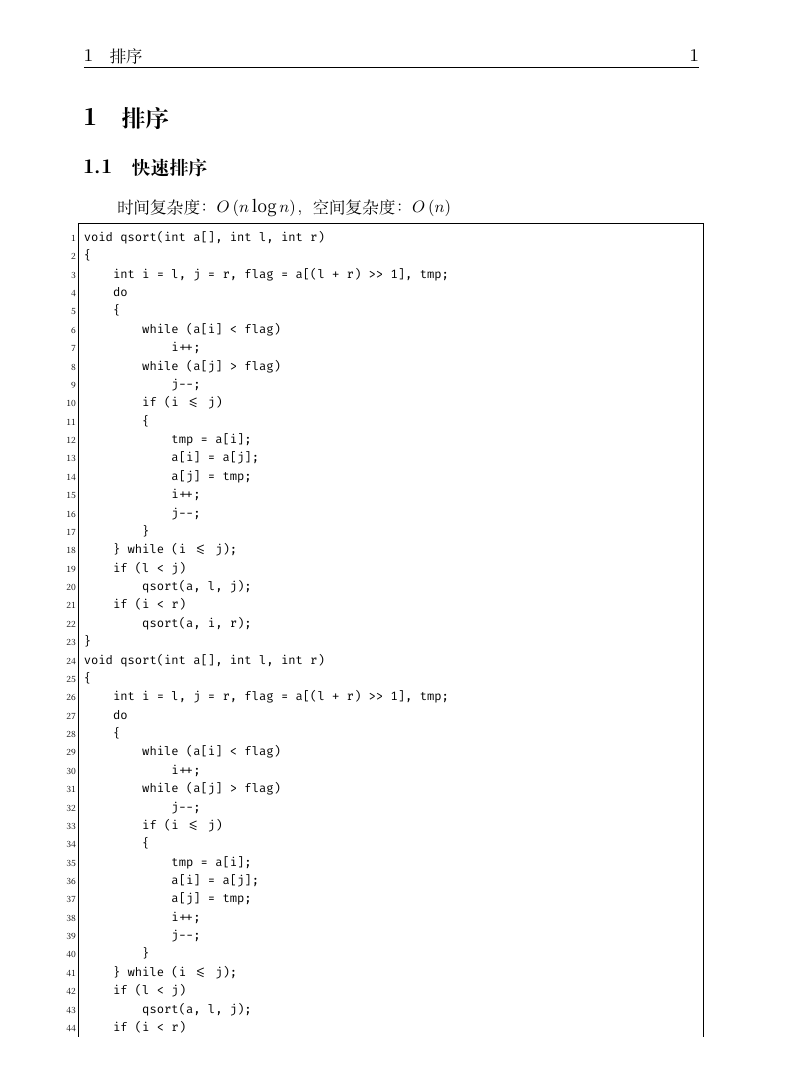 1 排序 1
1 排序
1.1 快速排序
时间复杂度：O(n log n)，空间复杂度：O(n)
1 void qsort(int a[], int l, int r)
2 {
3     int i = l, j = r, flag = a[(l + r) >> 1], tmp;
4     do
5     {
6         while (a[i] < flag)
7             i++;
8         while (a[j] > flag)
9             j--;
10         if (i ⩽ j)
11         {
12             tmp = a[i];
13             a[i] = a[j];
14             a[j] = tmp;
15             i++;
16             j--;
17         }
18     } while (i ⩽ j);
19     if (l < j)
20         qsort(a, l, j);
21     if (i < r)
22         qsort(a, i, r);
23 }
24 void qsort(int a[], int l, int r)
25 {
26     int i = l, j = r, flag = a[(l + r) >> 1], tmp;
27     do
28     {
29         while (a[i] < flag)
30             i++;
31         while (a[j] > flag)
32             j--;
33         if (i ⩽ j)
34         {
35             tmp = a[i];
36             a[i] = a[j];
37             a[j] = tmp;
38             i++;
39             j--;
40         }
41     } while (i ⩽ j);
42     if (l < j)
43         qsort(a, l, j);
44     if (i < r)